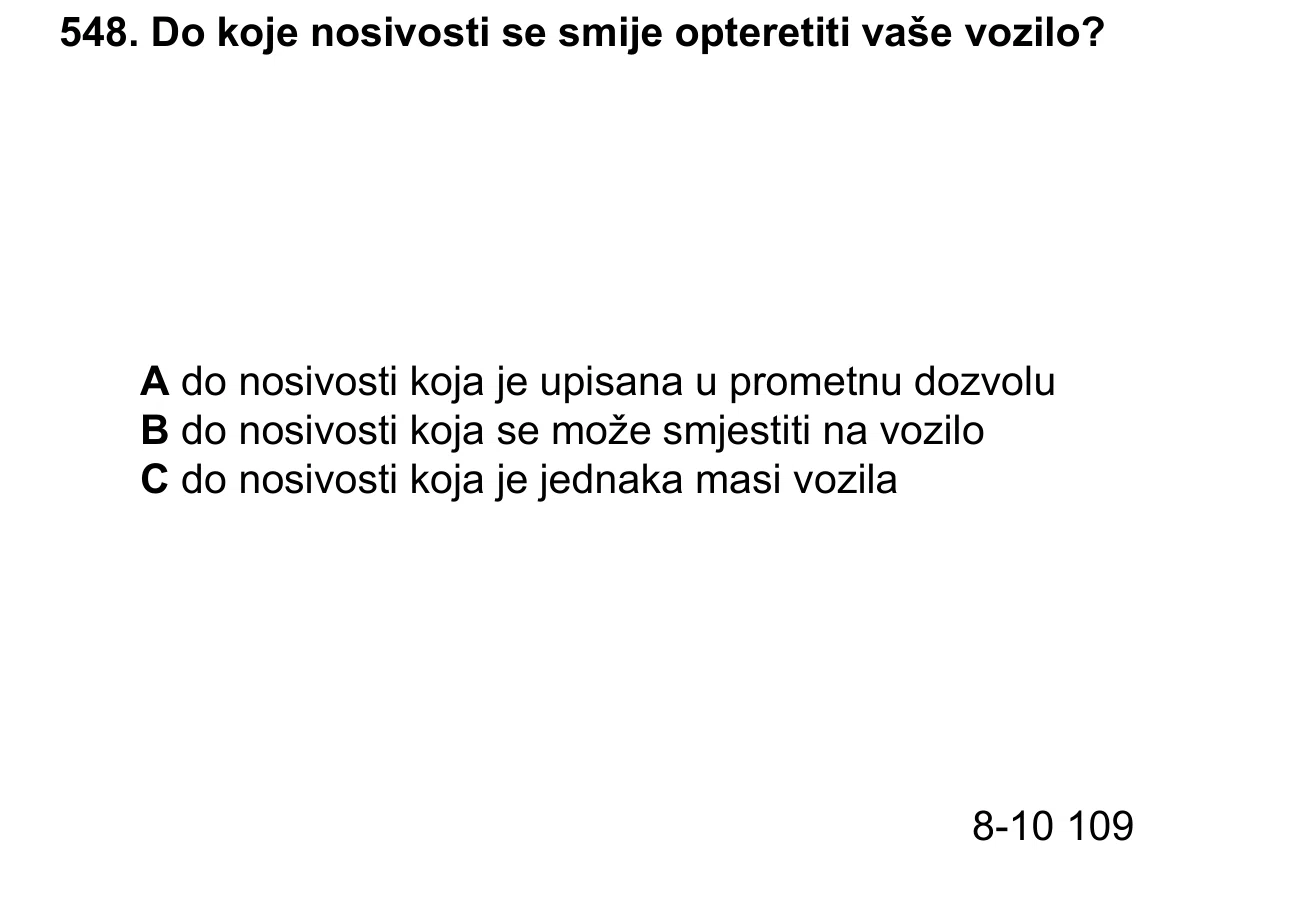 548. Do koje nosivosti se smije opteretiti vaše vozilo?
A do nosivosti koja je upisana u prometnu dozvolu
B do nosivosti koja se može smjestiti na vozilo
C do nosivosti koja je jednaka masi vozila
8-10 109